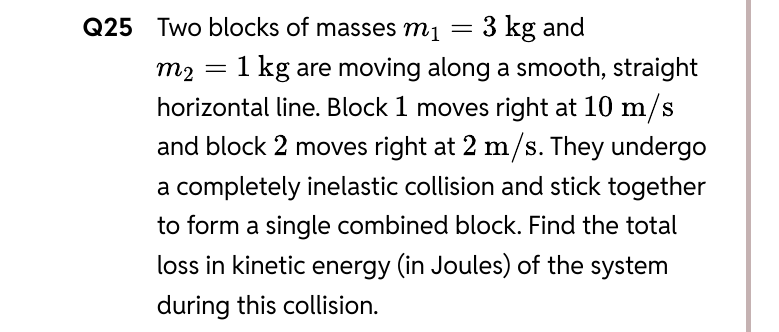 Q25 Two blocks of masses m₁ = 3 kg and
m₂ = 1 kg are moving along a smooth, straight
horizontal line. Block 1 moves right at 10 m/s
and block 2 moves right at 2 m/s. They undergo
a completely inelastic collision and stick together
to form a single combined block. Find the total
loss in kinetic energy (in Joules) of the system
during this collision.